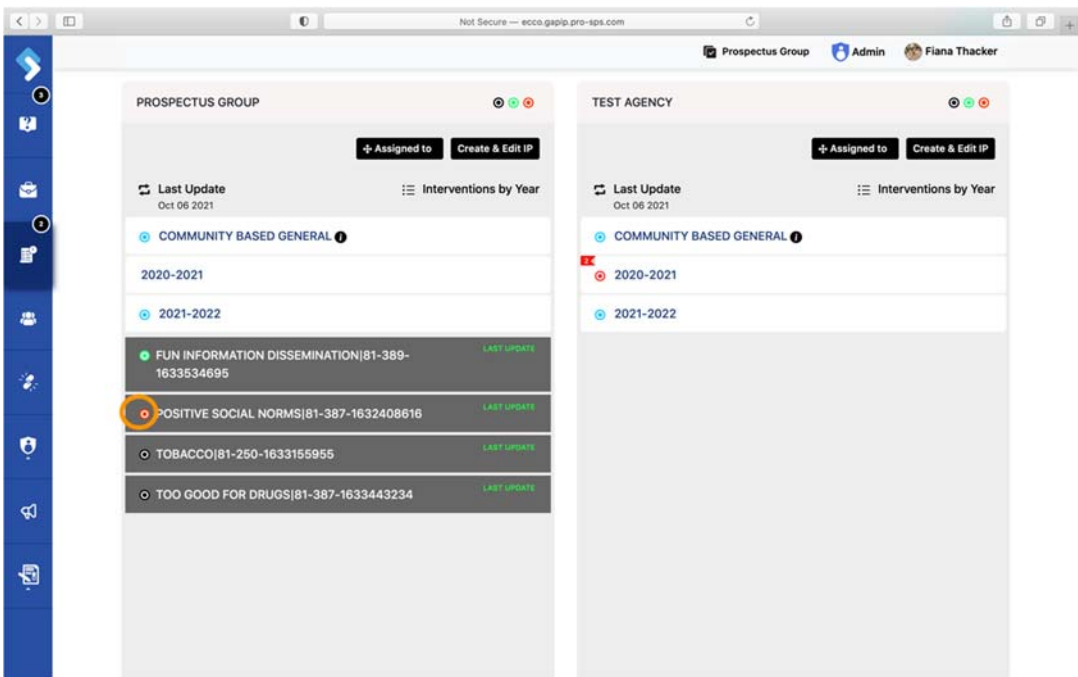 Not Secure — ecco.gapip.pro-sps.com
Prospectus Group Admin Fiana Thacker
3
2
PROSPECTUS GROUP
Assigned to Create & Edit IP
Last Update Interventions by Year
Oct 06 2021
COMMUNITY BASED GENERAL
2020-2021
2021-2022
FUN INFORMATION DISSEMINATION|81-389-
1633534695
LAST UPDATE
POSITIVE SOCIAL NORMS|81-387-1632408616 LAST UPDATE
TOBACCO|81-250-1633155955 LAST UPDATE
TOO GOOD FOR DRUGS|81-387-1633443234 LAST UPDATE
TEST AGENCY
Assigned to Create & Edit IP
Last Update Interventions by Year
Oct 06 2021
COMMUNITY BASED GENERAL
2
2020-2021
2021-2022